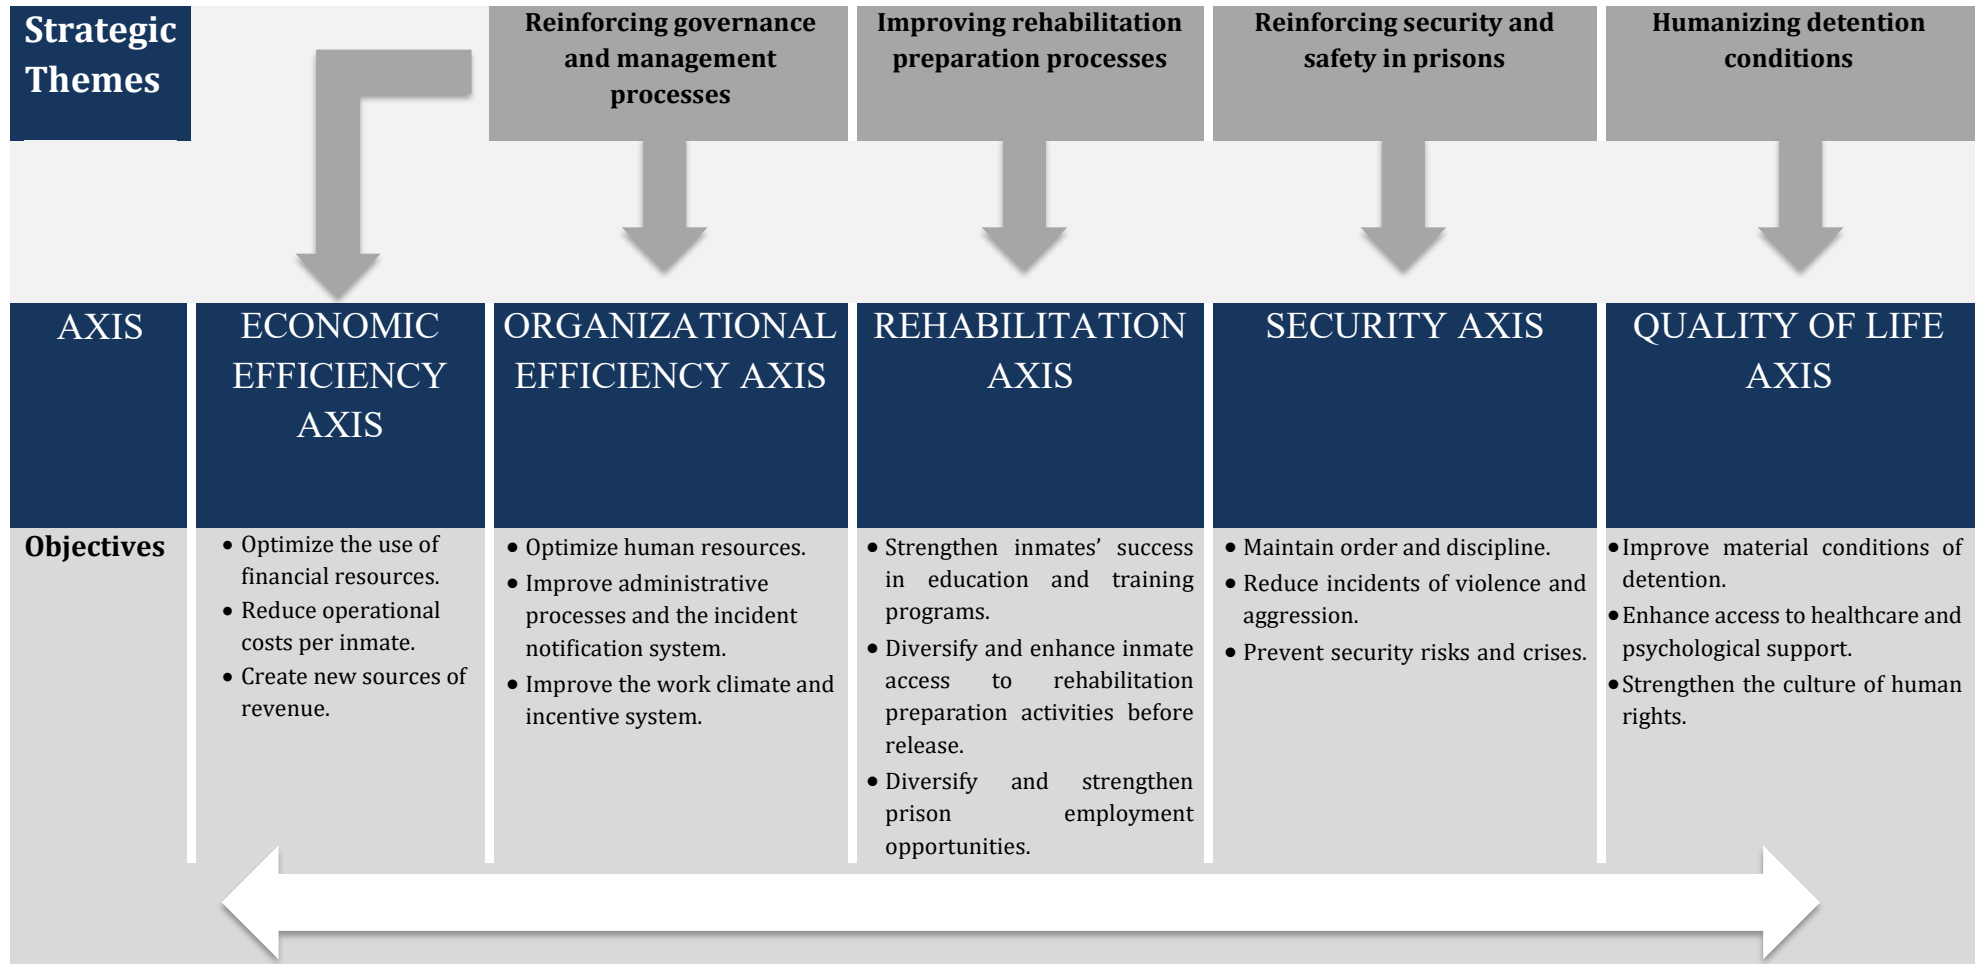 Strategic
Themes
Reinforcing governance
and management
processes
Improving rehabilitation
preparation processes
Reinforcing security and
safety in prisons
Humanizing detention
conditions
AXIS
ECONOMIC
EFFICIENCY
AXIS
ORGANIZATIONAL
EFFICIENCY AXIS
REHABILITATION
AXIS
SECURITY AXIS
QUALITY OF LIFE
AXIS
Objectives
• Optimize the use of
financial resources.
• Reduce operational
costs per inmate.
• Create new sources of
revenue.
• Optimize human resources.
• Improve administrative
processes and the incident
notification system.
• Improve the work climate and
incentive system.
• Strengthen inmates’ success
in education and training
programs.
• Diversify and enhance inmate
access to rehabilitation
preparation activities before
release.
• Diversify and strengthen
prison employment
opportunities.
• Maintain order and discipline.
• Reduce incidents of violence and
aggression.
• Prevent security risks and crises.
• Improve material conditions of
detention.
• Enhance access to healthcare and
psychological support.
• Strengthen the culture of human
rights.